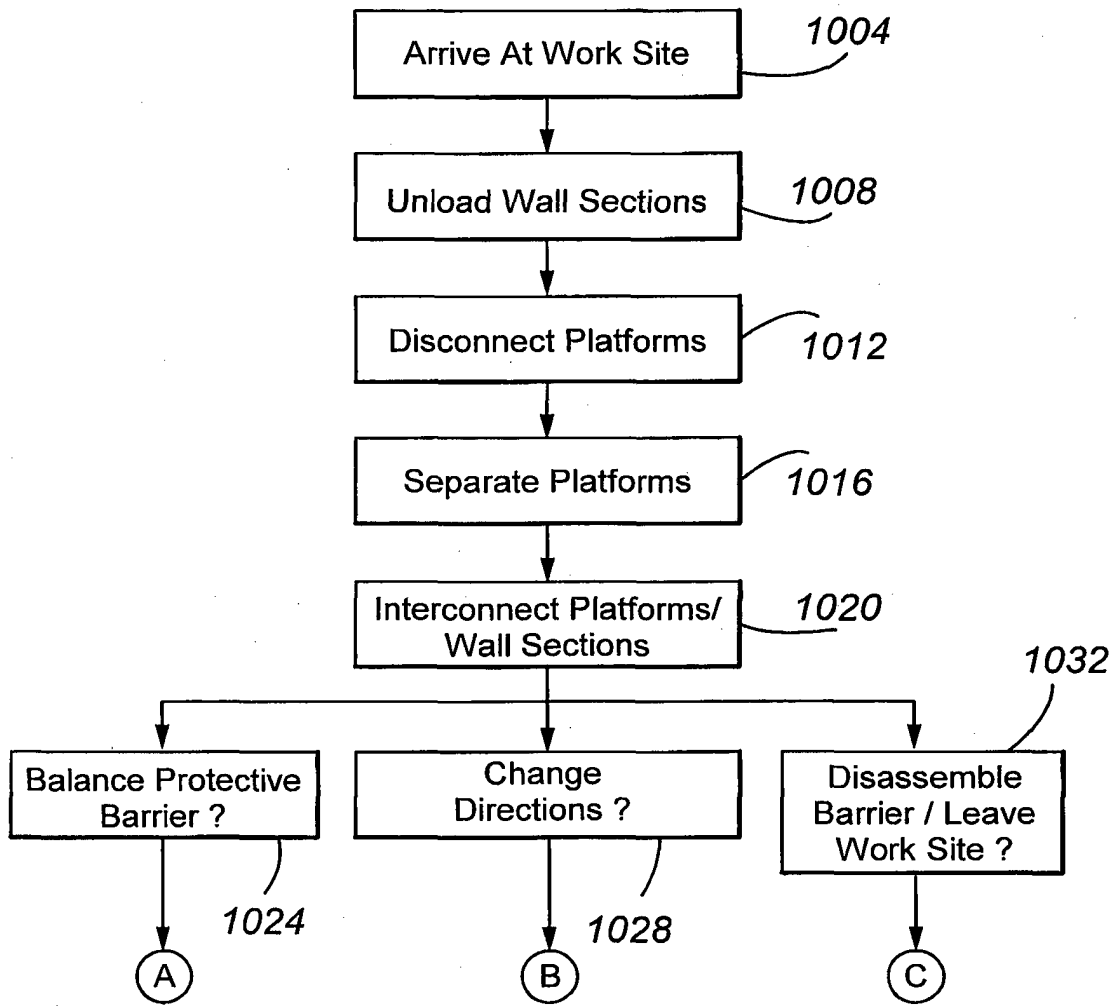 Arrive At Work Site
1004
Unload Wall Sections
1008
Disconnect Platforms
1012
Separate Platforms
1016
Interconnect Platforms/
Wall Sections
1020
1032
Balance Protective
Barrier ?
1024
Change
Directions ?
1028
Disassemble
Barrier / Leave
Work Site ?
A
B
C